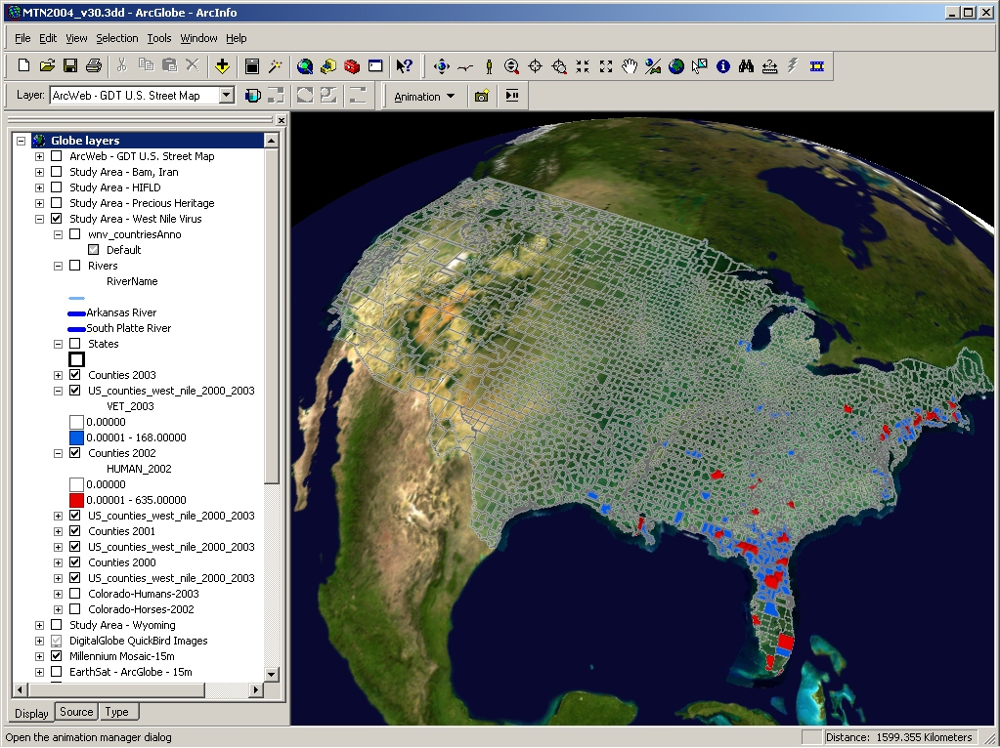 MTN2004_v30.3dd - ArcGlobe - ArcInfo
File Edit View Selection Tools Window Help
Layer: ArcWeb - GDT U.S. Street Map Animation
Globe layers
ArcWeb - GDT U.S. Street Map
Study Area - Bam, Iran
Study Area - HIFLD
Study Area - Precious Heritage
Study Area - West Nile Virus
wnv_countriesAnno
Default
Rivers
RiverName
Arkansas River
South Platte River
States
Counties 2003
US_counties_west_nile_2000_2003
VET_2003
0.00000
0.00001 - 168.00000
Counties 2002
HUMAN_2002
0.00000
0.00001 - 635.00000
US_counties_west_nile_2000_2003
Counties 2001
US_counties_west_nile_2000_2003
Counties 2000
US_counties_west_nile_2000_2003
Colorado-Humans-2003
Colorado-Horses-2002
Study Area - Wyoming
DigitalGlobe QuickBird Images
Millennium Mosaic-15m
EarthSat - ArcGlobe - 15m
Display Source Type
Open the animation manager dialog
Distance: 1599.355 Kilometers